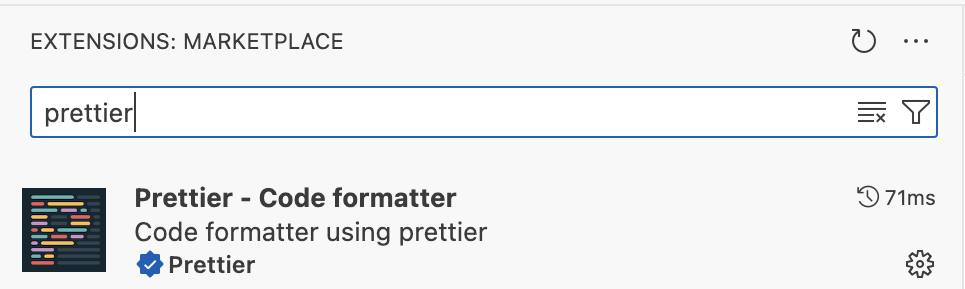 EXTENSIONS: MARKETPLACE
prettier
Prettier - Code formatter
71ms
Code formatter using prettier
Prettier